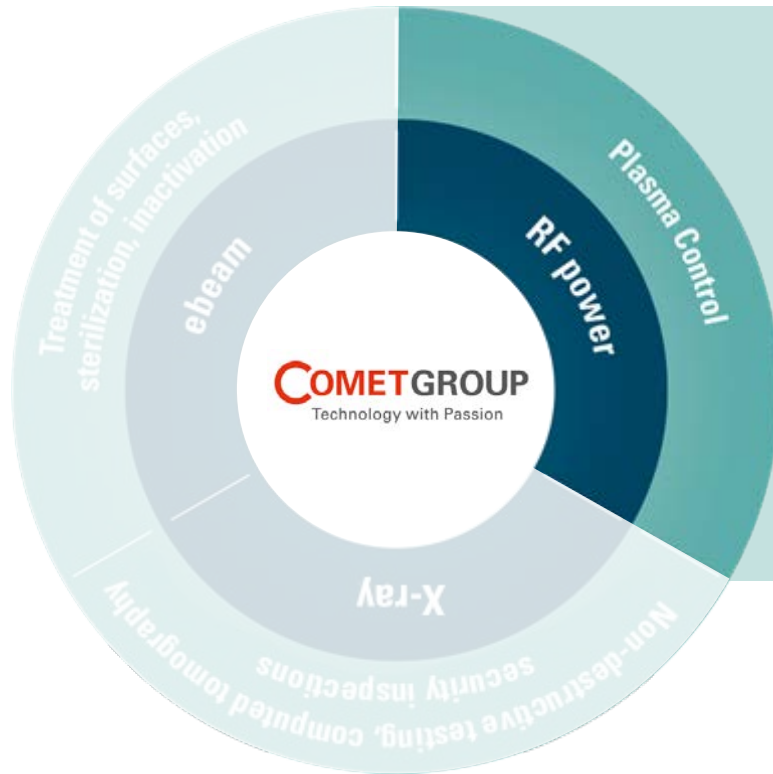 Treatment of surfaces,
sterilization, inactivation
ebeam
Plasma Control
RF power
COMETGROUP
Technology with Passion
X-ray
security inspections
Non-destructive testing, computed tomography